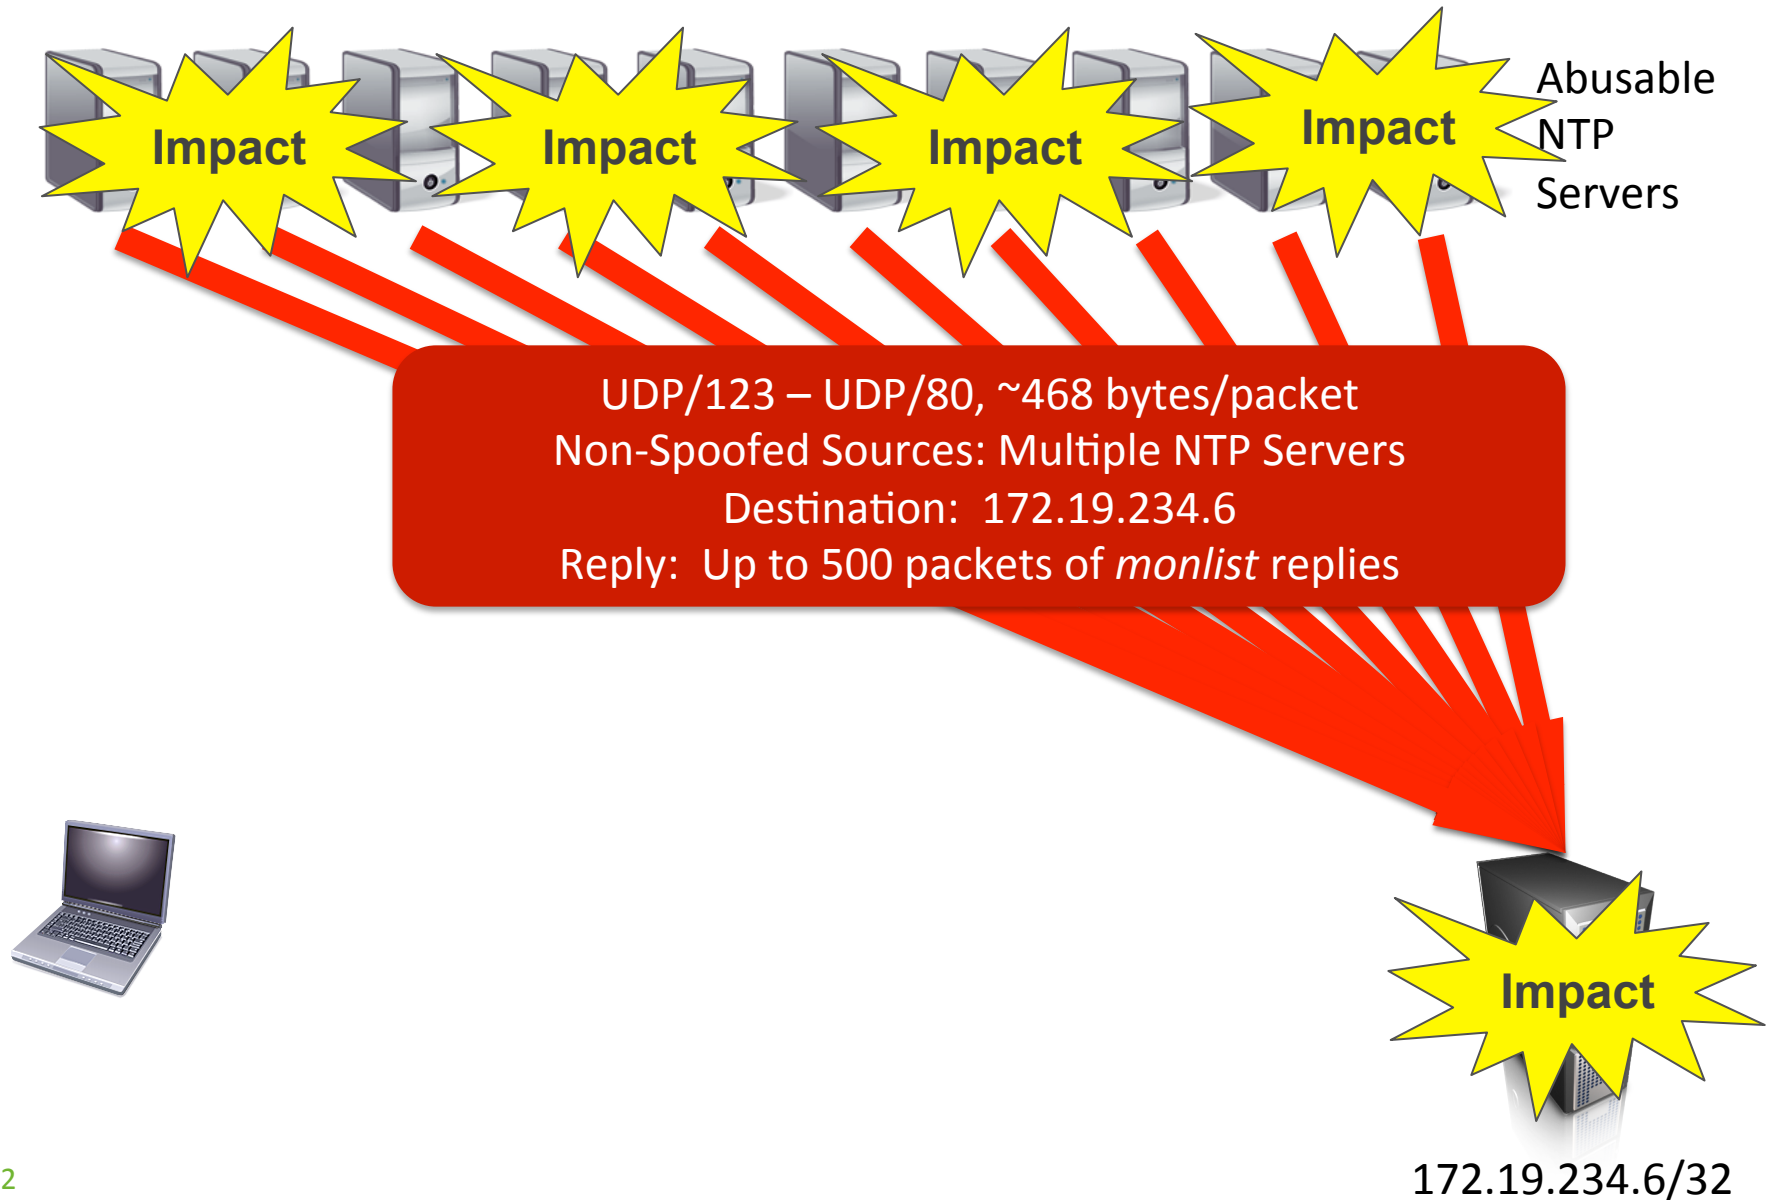 Impact
Impact
Impact
Impact
Abusable
NTP
Servers
UDP/123 – UDP/80, ~468 bytes/packet
Non-Spoofed Sources: Multiple NTP Servers
Destination:  172.19.234.6
Reply:  Up to 500 packets of monlist replies
Impact
172.19.234.6/32
2